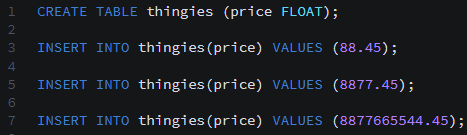 1 CREATE TABLE thingies (price FLOAT);
2
3 INSERT INTO thingies(price) VALUES (88.45);
4
5 INSERT INTO thingies(price) VALUES (8877.45);
6
7 INSERT INTO thingies(price) VALUES (8877665544.45);